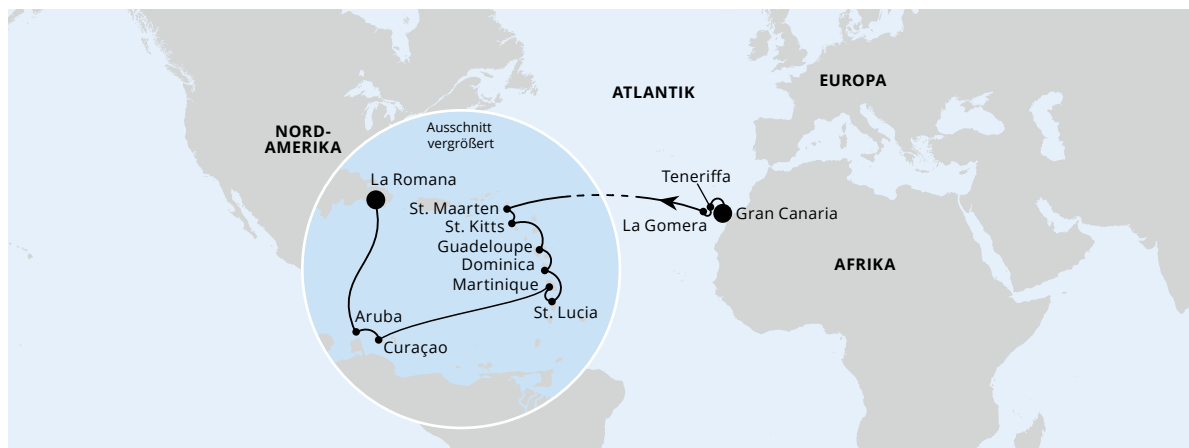 EUROPA
ATLANTIK
NORD-
AMERIKA
Ausschnitt
vergrößert
Teneriffa
La Romana
St. Maarten
La Gomera
Gran Canaria
St. Kitts
Guadeloupe
Dominica
AFRIKA
Martinique
St. Lucia
Aruba
Curaçao